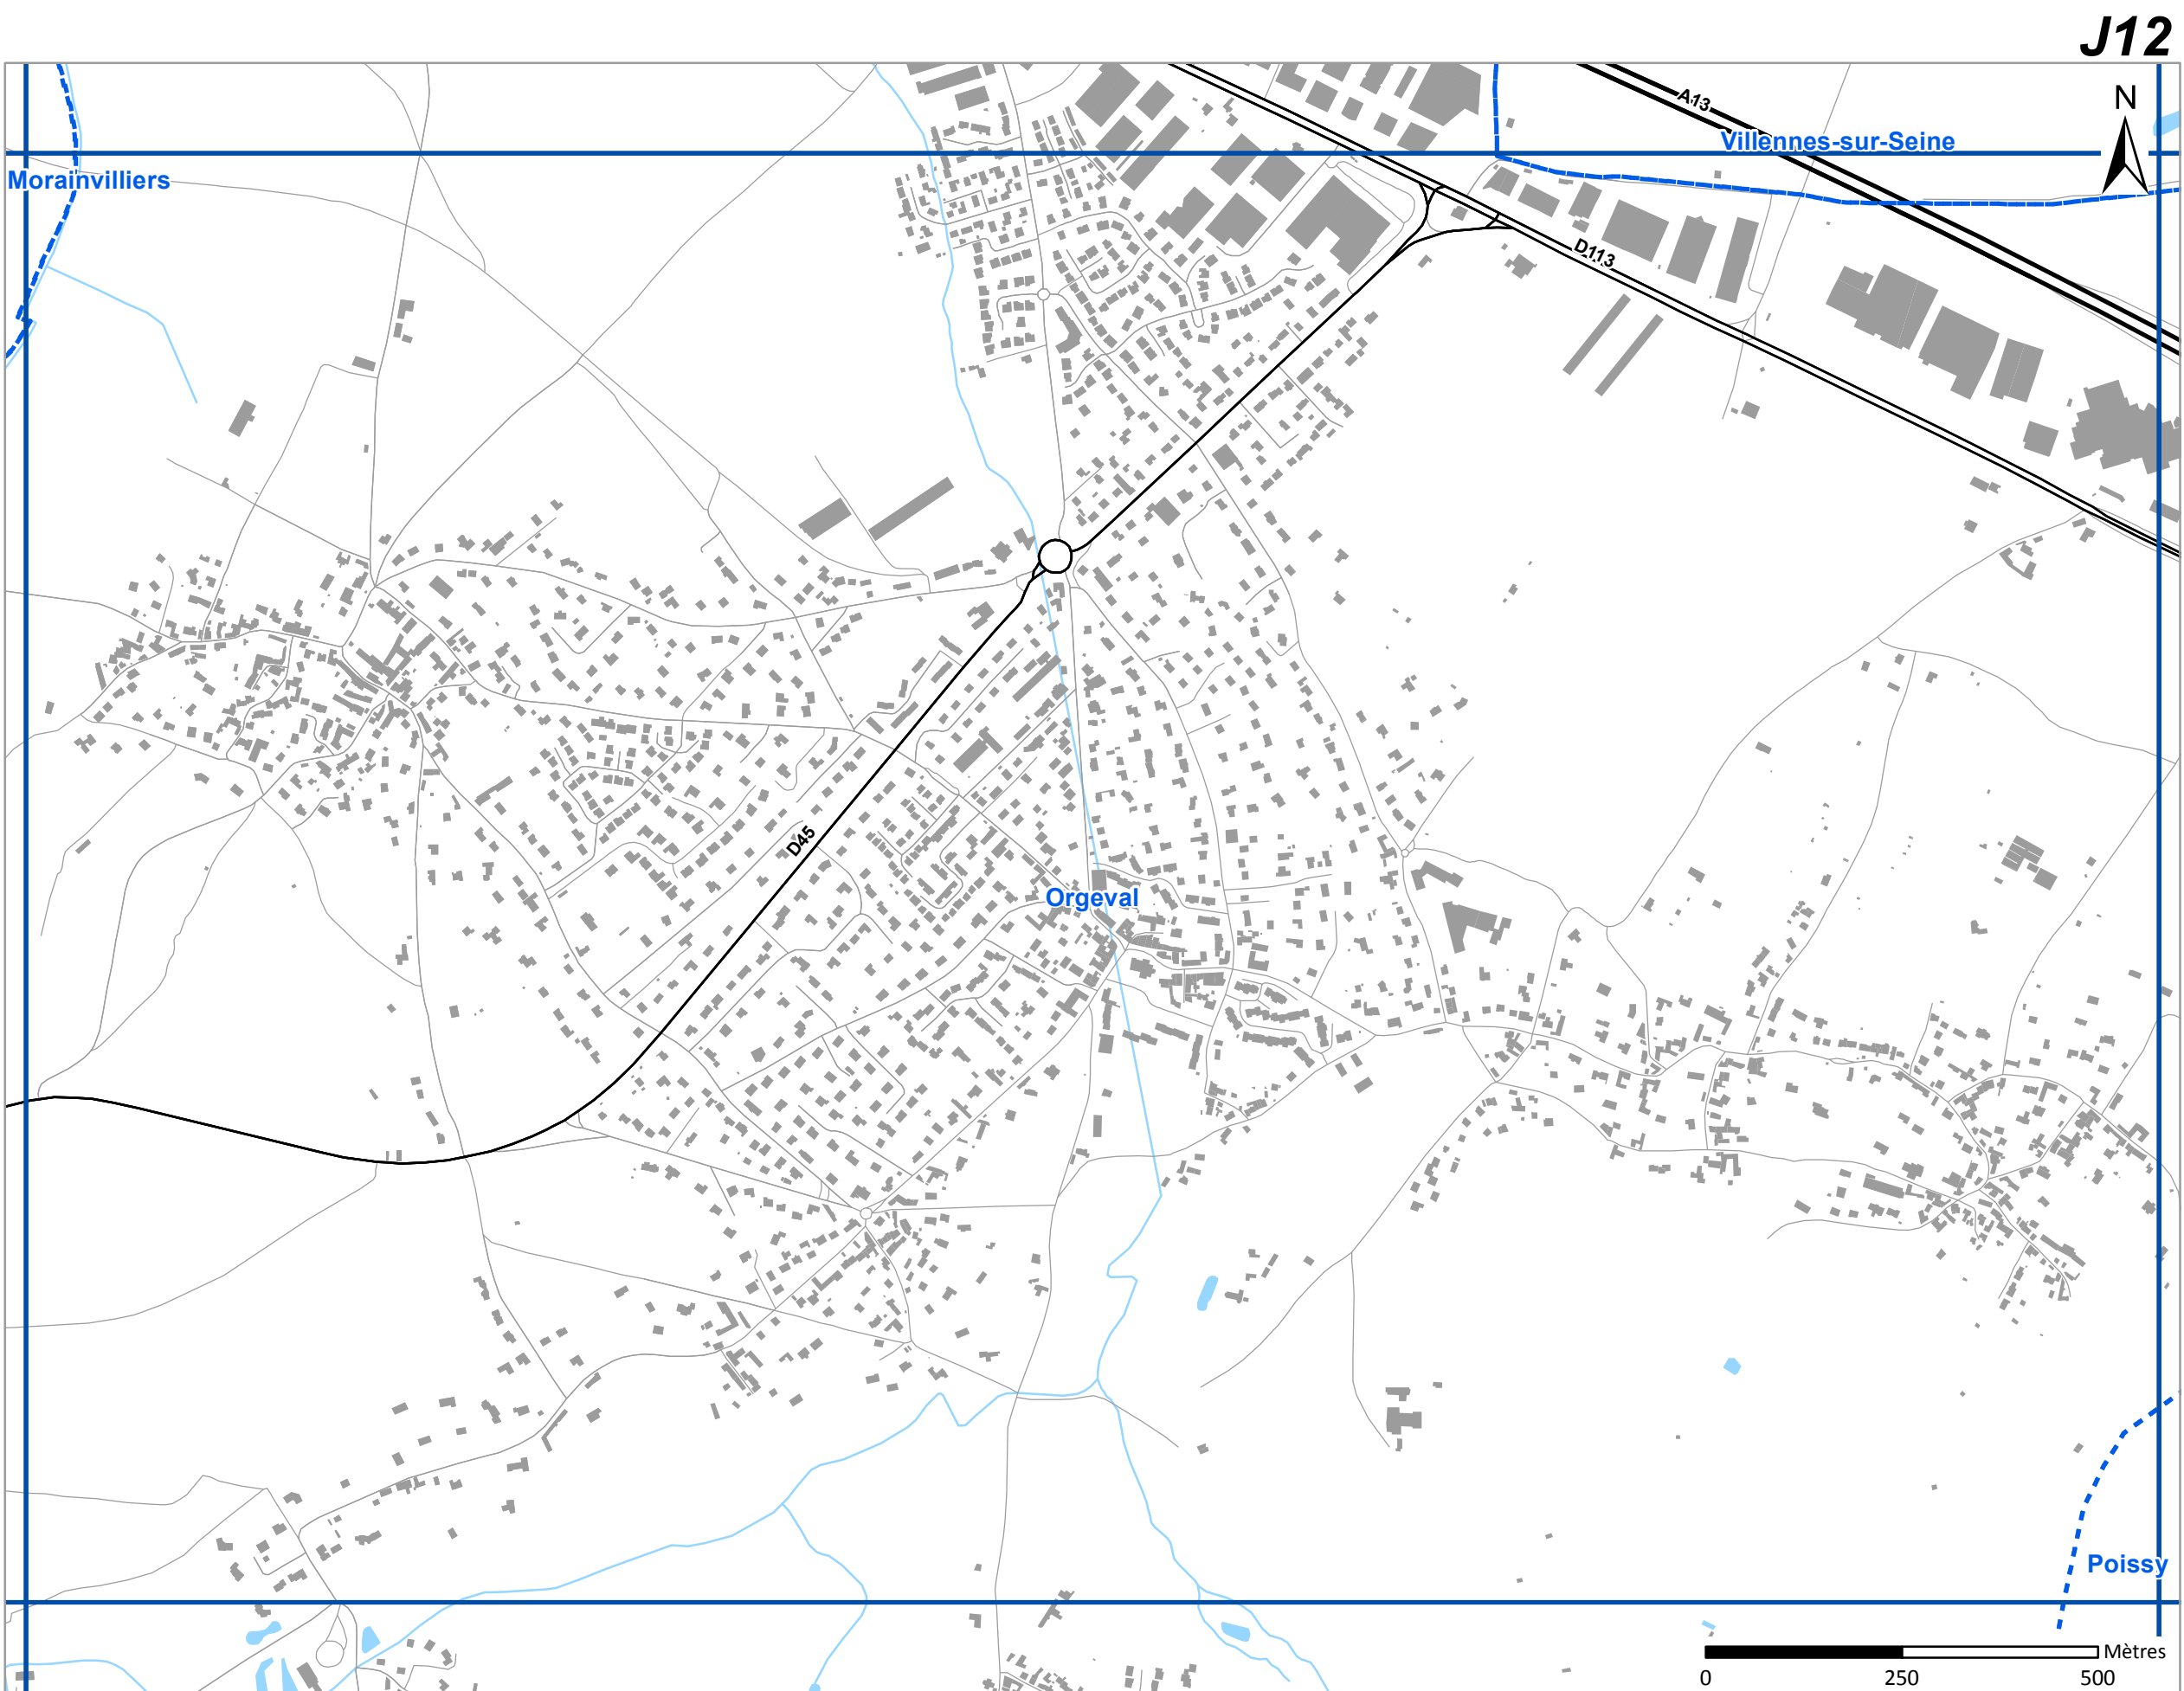 J12
A13
N
Villennes-sur-Seine
Morainvilliers
D113
D45
Orgeval
Poissy
Mètres
0 250 500